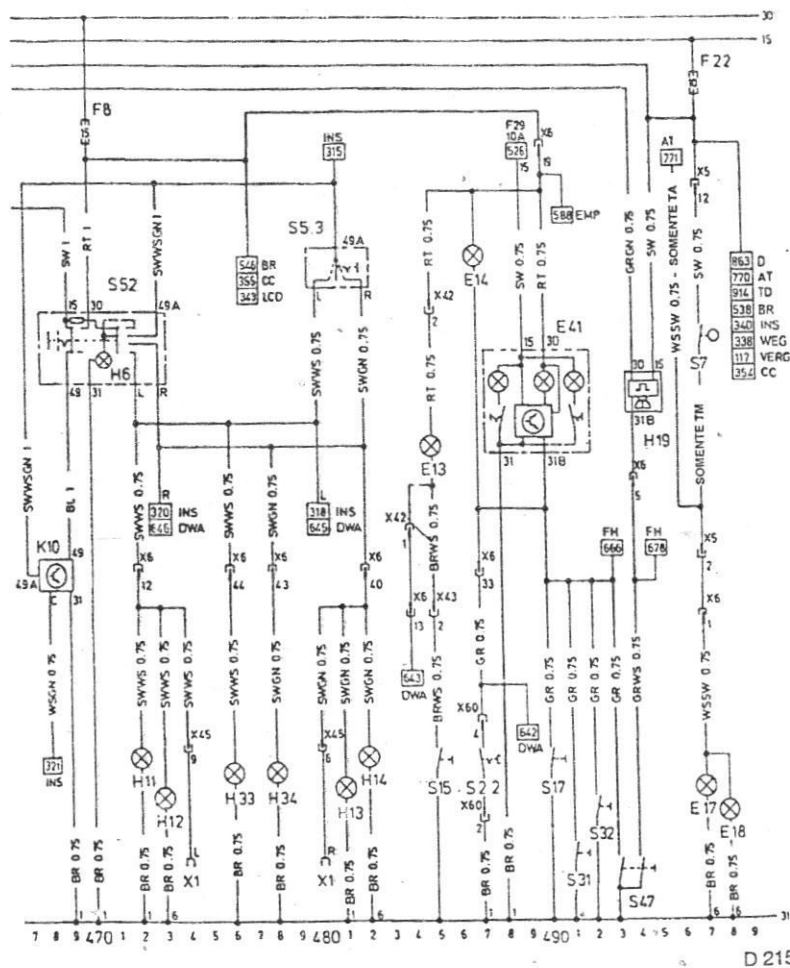 30
15
F8
15
INS
315
F29
10A
526
15
X6
19
588 EMP
AT
771
F22
X5
12
SW 1
RT 1
SWWSGN 1
S52
15 30 49A
H6
49 31 L R
546 BR
355 CC
343 LCD
S5.3
49A
L R
RT 0.75
X42
2
RT 0.75
E14
SW 0.75
RT 0.75
E41
15 30
31 31B
GRGN 0.75
SW 0.75
30 15
31B
H19
WSSW 0.75 - SOMENTE TA
SW 0.75
S7
SOMENTE TM
863 D
770 AT
914 TD
538 BR
340 INS
338 WEG
117 VERG
354 CC
SWWS 0.75
SWGN 0.75
SWWSGN 1
BL 1
K10
49
49A
C 31
WSGN 0.75
321
INS
SWWS 0.75
R
320 INS
646 DWA
SWWS 0.75
SWGN 0.75
L
318 INS
645 DWA
X6
12
X6
44
X6
43
X6
40
E13
X42
1
BRWS 0.75
X6
13
X43
2
643
DWA
X6
33
GR 0.75
X60
4
642
DWA
X6
5
FH
666
FH
678
X5
2
X6
1
SWWS 0.75
SWWS 0.75
SWWS 0.75
SWWS 0.75
SWGN 0.75
SWGN 0.75
SWGN 0.75
SWGN 0.75
BRWS 0.75
GR 0.75
GR 0.75
GR 0.75
GR 0.75
GRWS 0.75
WSSW 0.75
X45
9
X45
6
H11
H12
H33
H34
H13
H14
S15
S2 2
X60
2
S17
S31
S32
S47
E17
E18
L
X1
R
X1
BR 0.75
BR 0.75
BR 0.75
BR 0.75
BR 0.75
BR 0.75
BR 0.75
BR 0.75
BR 0.75
BR 0.75
BR 0.75
BR 0.75
31
7 8 9 470 1 2 3 4 5 6 7 8 9 480 1 2 3 4 5 6 7 8 9 490 1 2 3 4 5 6 7 8 9
D 215